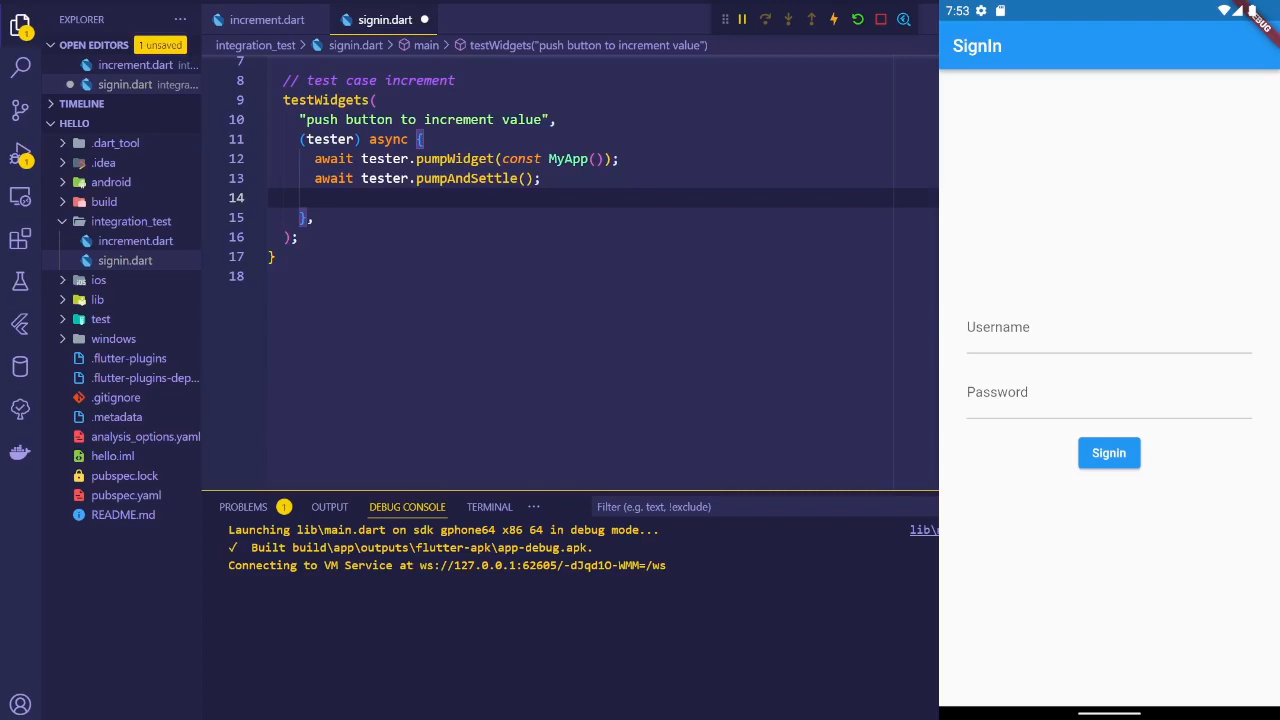 EXPLORER
OPEN EDITORS 1 unsaved
increment.dart int...
signin.dart integra...
TIMELINE
HELLO
.dart_tool
.idea
android
build
integration_test
increment.dart
signin.dart
ios
lib
test
windows
.flutter-plugins
.flutter-plugins-dep...
.gitignore
.metadata
analysis_options.yaml
hello.iml
pubspec.lock
pubspec.yaml
README.md
1
1
increment.dart signin.dart
integration_test > signin.dart > main > testWidgets("push button to increment value")
7
8 // test case increment
9 testWidgets(
10 "push button to increment value",
11 (tester) async {
12 await tester.pumpWidget(const MyApp());
13 await tester.pumpAndSettle();
14
15 },
16 );
17 }
18
PROBLEMS 1 OUTPUT DEBUG CONSOLE TERMINAL ... Filter (e.g. text, !exclude)
Launching lib\main.dart on sdk gphone64 x86 64 in debug mode... lib\
✓ Built build\app\outputs\flutter-apk\app-debug.apk.
Connecting to VM Service at ws://127.0.0.1:62605/-dJqd1O-WMM=/ws
7:53
DEBUG
SignIn
Username
Password
SignIn